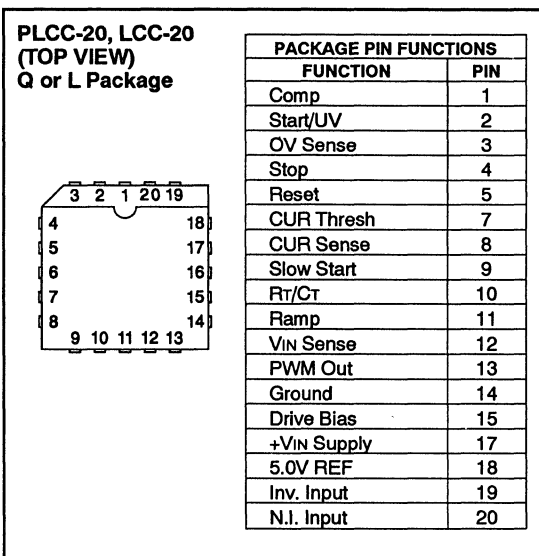 PLCC-20, LCC-20
(TOP VIEW)
Q or L Package
3 2 1 20 19
4 18
5 17
6 16
7 15
8 14
9 10 11 12 13
PACKAGE PIN FUNCTIONS
FUNCTION PIN
Comp 1
Start/UV 2
OV Sense 3
Stop 4
Reset 5
CUR Thresh 7
CUR Sense 8
Slow Start 9
RT/CT 10
Ramp 11
VIN Sense 12
PWM Out 13
Ground 14
Drive Bias 15
+VIN Supply 17
5.0V REF 18
Inv. Input 19
N.I. Input 20